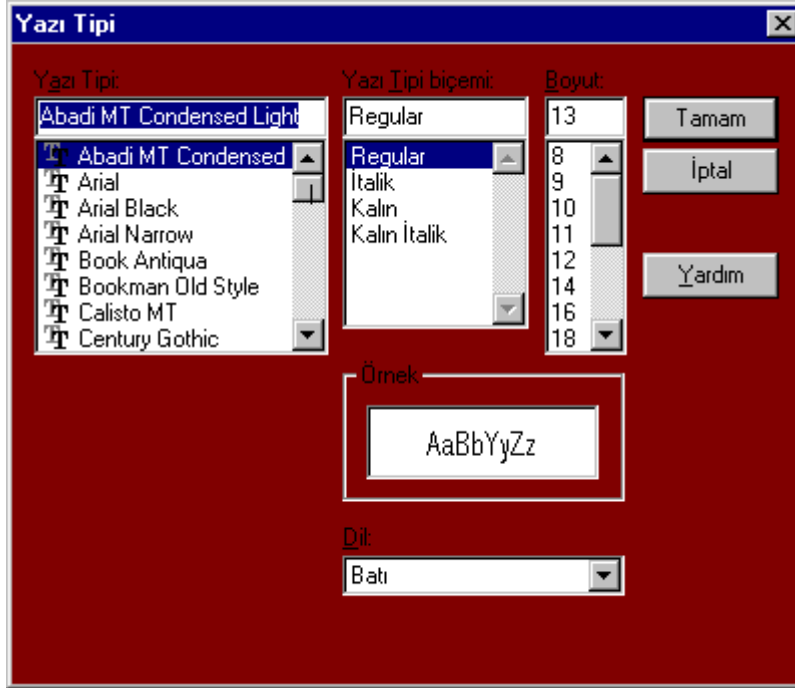 Yazı Tipi
Yazı Tipi:
Abadi MT Condensed Light
Abadi MT Condensed
Arial
Arial Black
Arial Narrow
Book Antiqua
Bookman Old Style
Calisto MT
Century Gothic
Yazı Tipi biçemi:
Regular
Regular
İtalik
Kalın
Kalın İtalik
Boyut:
13
8
9
10
11
12
14
16
18
Tamam
İptal
Yardım
Örnek
AaBbYyZz
Dil:
Batı